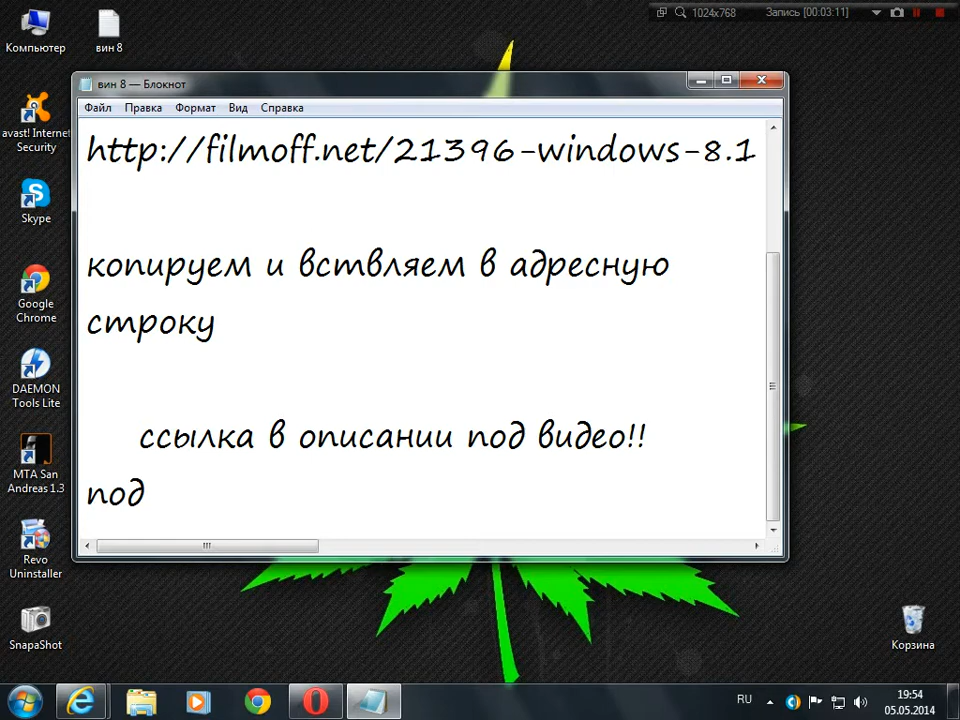 1024x768
Запись [00:03:11]
Компьютер
вин 8
вин 8 — Блокнот
Файл Правка Формат Вид Справка
http://filmoff.net/21396-windows-8.1
копируем и вствляем в адресную
строку
ссылка в описании под видео!!
под
avast! Internet
Security
Skype
Google
Chrome
DAEMON
Tools Lite
MTA San
Andreas 1.3
Revo
Uninstaller
SnapaShot
Корзина
RU
19:54
05.05.2014